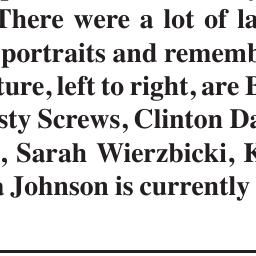 There were a lot of la
portraits and rememb
ture, left to right, are B
sty Screws, Clinton Da
, Sarah Wierzbicki, K
Johnson is currently